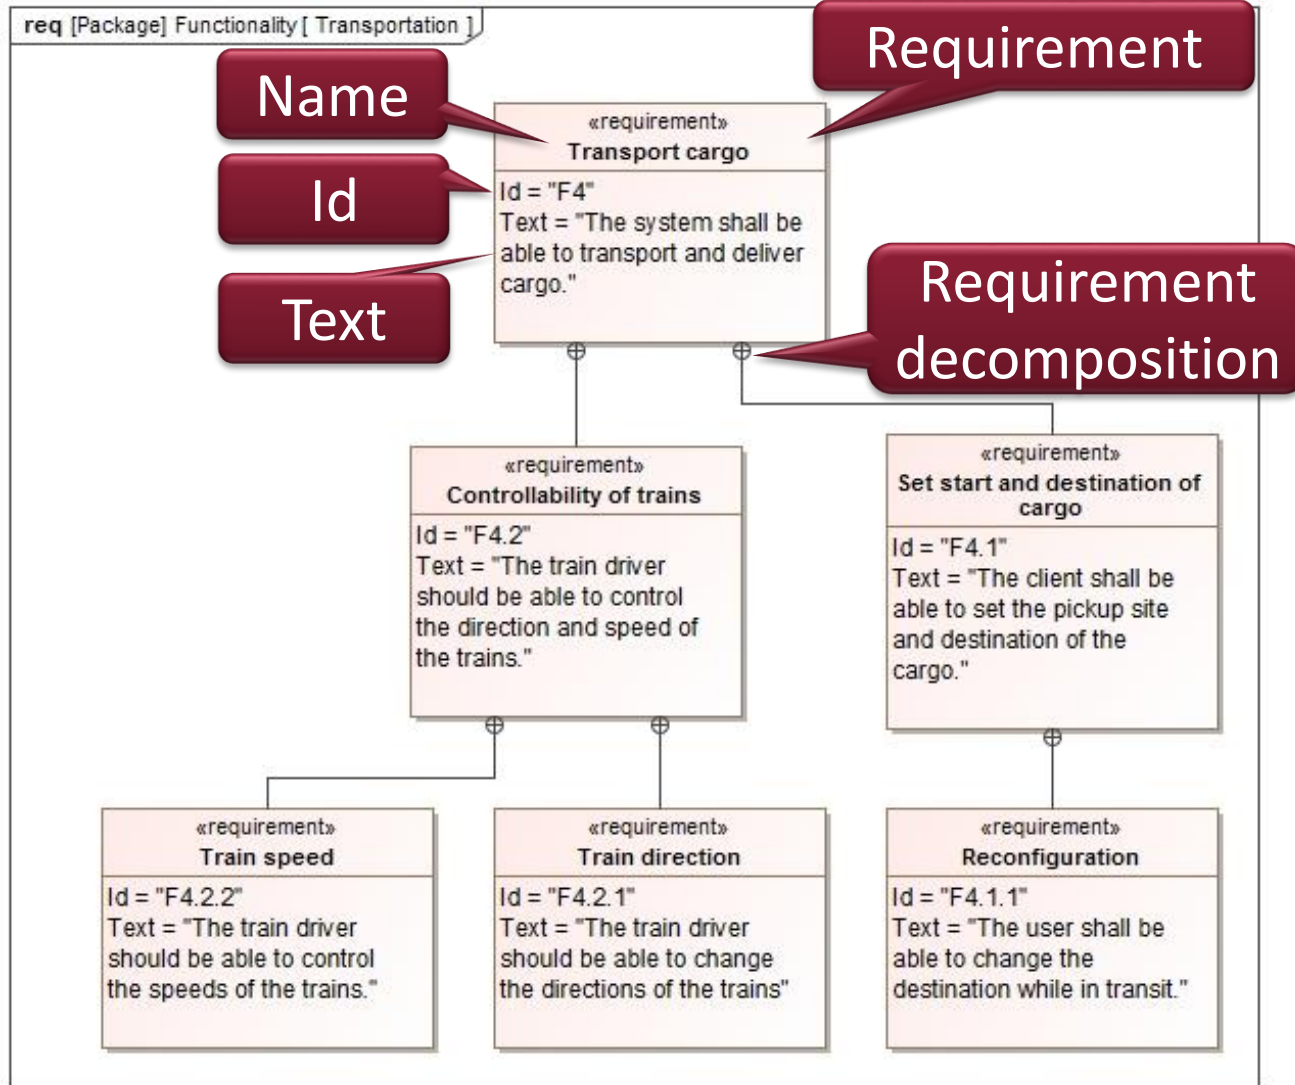 req [Package] Functionality [ Transportation ]
Requirement
Name
Id
Text
«requirement»
Transport cargo
Id = "F4"
Text = "The system shall be
able to transport and deliver
cargo."
Requirement
decomposition
«requirement»
Controllability of trains
Id = "F4.2"
Text = "The train driver
should be able to control
the direction and speed of
the trains."
«requirement»
Set start and destination of
cargo
Id = "F4.1"
Text = "The client shall be
able to set the pickup site
and destination of the
cargo."
«requirement»
Train speed
Id = "F4.2.2"
Text = "The train driver
should be able to control
the speeds of the trains."
«requirement»
Train direction
Id = "F4.2.1"
Text = "The train driver
should be able to change
the directions of the trains"
«requirement»
Reconfiguration
Id = "F4.1.1"
Text = "The user shall be
able to change the
destination while in transit."